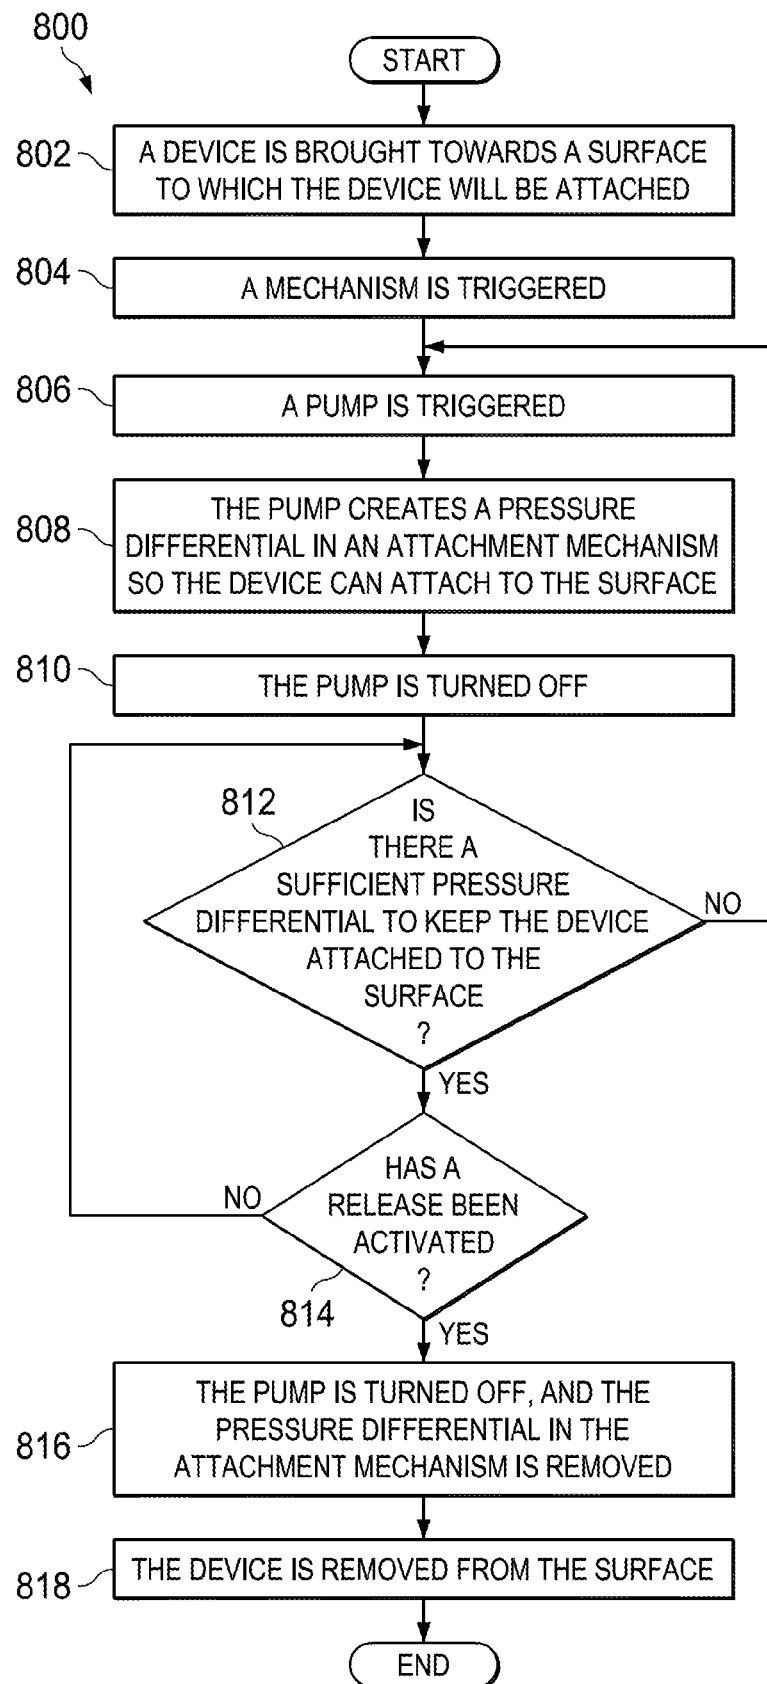 800
START
802
A DEVICE IS BROUGHT TOWARDS A SURFACE
TO WHICH THE DEVICE WILL BE ATTACHED
804
A MECHANISM IS TRIGGERED
806
A PUMP IS TRIGGERED
808
THE PUMP CREATES A PRESSURE
DIFFERENTIAL IN AN ATTACHMENT MECHANISM
SO THE DEVICE CAN ATTACH TO THE SURFACE
810
THE PUMP IS TURNED OFF
812
IS
THERE A
SUFFICIENT PRESSURE
DIFFERENTIAL TO KEEP THE DEVICE
ATTACHED TO THE
SURFACE
?
NO
YES
HAS A
RELEASE BEEN
ACTIVATED
?
NO
814
YES
816
THE PUMP IS TURNED OFF, AND THE
PRESSURE DIFFERENTIAL IN THE
ATTACHMENT MECHANISM IS REMOVED
818
THE DEVICE IS REMOVED FROM THE SURFACE
END